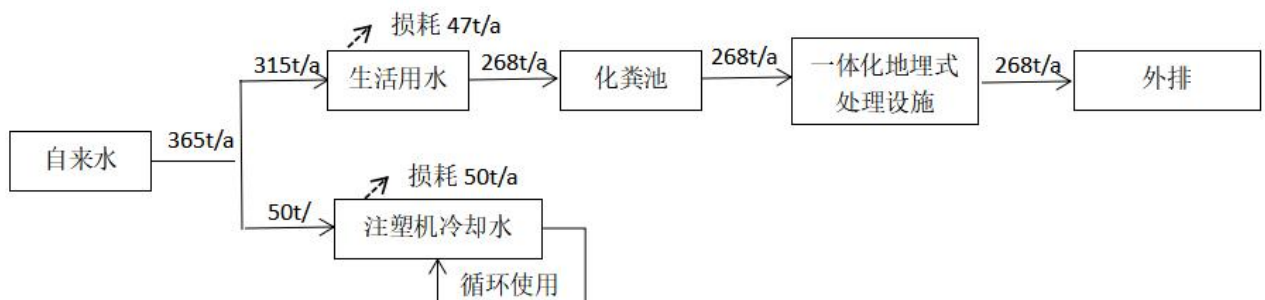 损耗 47t/a
315t/a
生活用水
268t/a
化粪池
268t/a
一体化地埋式
处理设施
268t/a
外排
自来水
365t/a
损耗 50t/a
50t/
注塑机冷却水
循环使用